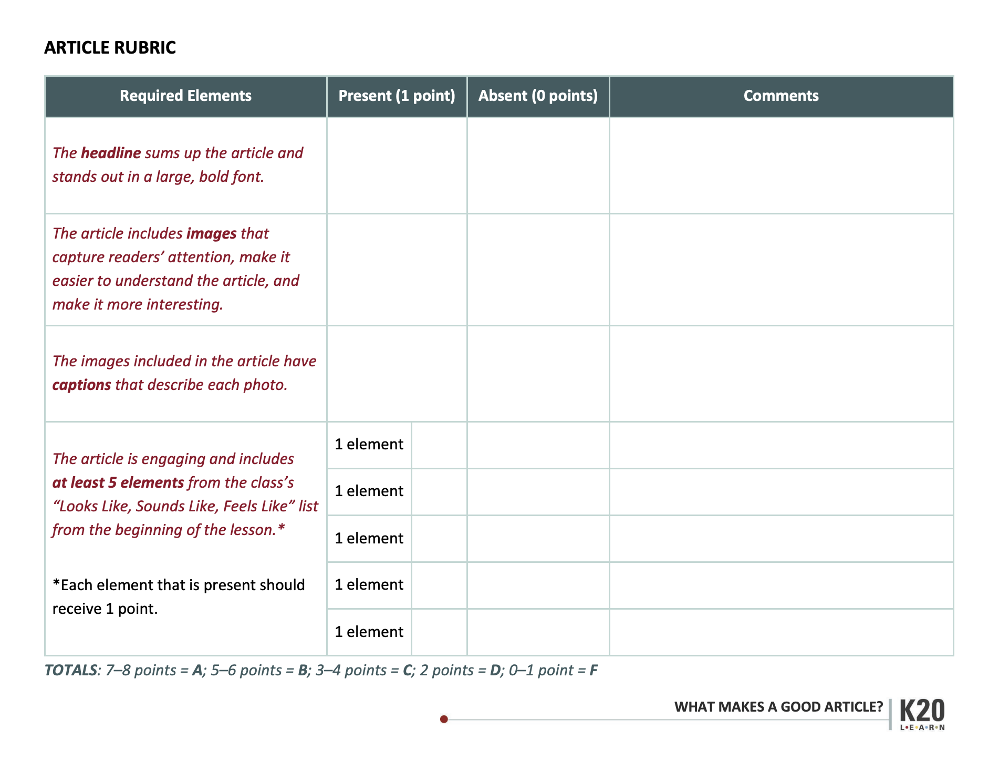 ARTICLE RUBRIC
Required Elements
Present (1 point)
Absent (0 points)
Comments
The headline sums up the article and
stands out in a large, bold font.
The article includes images that
capture readers’ attention, make it
easier to understand the article, and
make it more interesting.
The images included in the article have
captions that describe each photo.
The article is engaging and includes
at least 5 elements from the class’s
“Looks Like, Sounds Like, Feels Like” list
from the beginning of the lesson.*
*Each element that is present should
receive 1 point.
1 element
1 element
1 element
1 element
1 element
TOTALS: 7–8 points = A; 5–6 points = B; 3–4 points = C; 2 points = D; 0–1 point = F
WHAT MAKES A GOOD ARTICLE?
K20
L•E•A•R•N